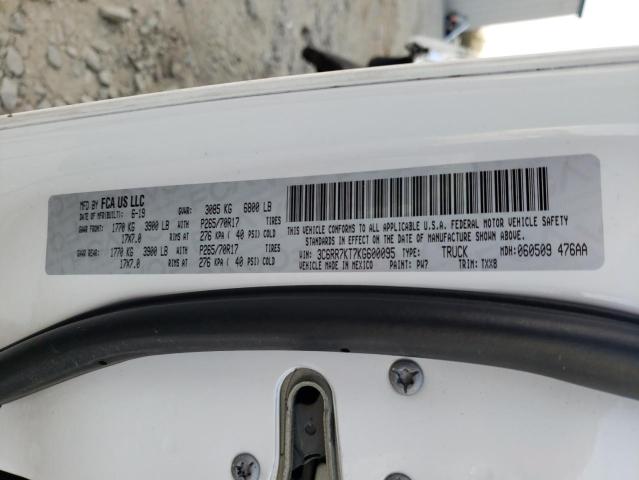 MFD BY FCA US LLC
DATE OF MFR(BUILT): 6-19 GVWR: 3085 KG 6800 LB
GAWR FRONT: 1770 KG 3900 LB WITH P265/70R17 TIRES
17X7.0 RIMS AT 276 KPA ( 40 PSI) COLD
GAWR REAR: 1770 KG 3900 LB WITH P265/70R17 TIRES
17X7.0 RIMS AT 276 KPA ( 40 PSI) COLD
THIS VEHICLE CONFORMS TO ALL APPLICABLE U.S.A. FEDERAL MOTOR VEHICLE SAFETY
STANDARDS IN EFFECT ON THE DATE OF MANUFACTURE SHOWN ABOVE.
VIN: 3C6RR7KT7KG600095 TYPE: TRUCK MDH: 060509 476AA
VEHICLE MADE IN MEXICO PAINT: PW7 TRIM: TXX8